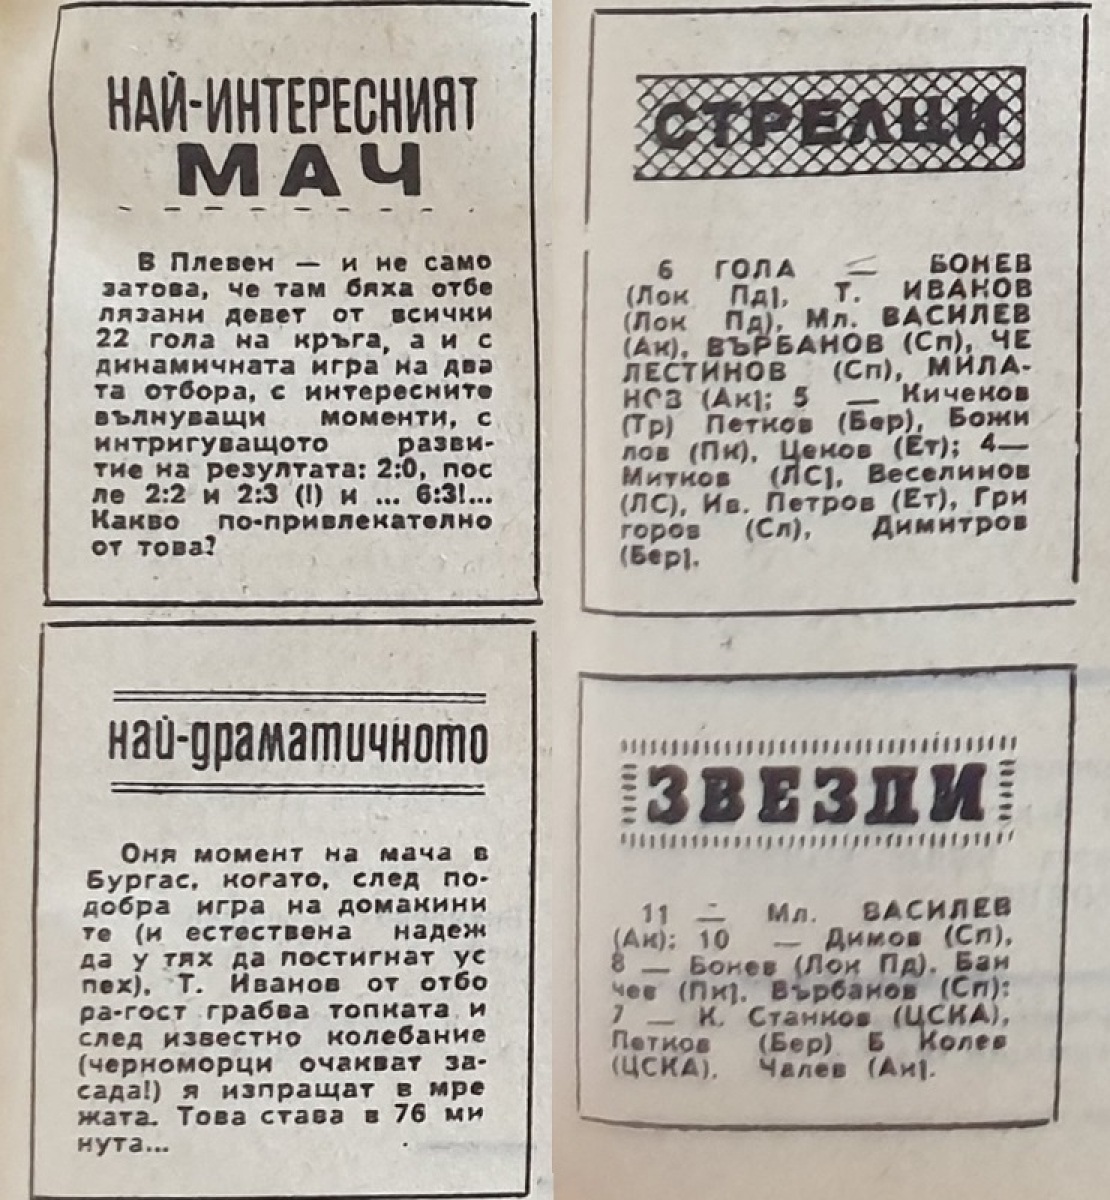 НАЙ-ИНТЕРЕСНИЯТ
МАЧ
В Плевен — и не само
затова, че там бяха отбе
лязани девет от всички
22 гола на кръга, а и с
динамичната игра на два
та отбора, с интересните
вълнуващи моменти, с
интригуващото разви-
тие на резултата: 2:0, пос
ле 2:2 и 2:3 (!) и ... 6:3!...
Какво по-привлекателно
от това?
най-драматичното
Оня момент на мача в
Бургас, когато, след по-
добра игра на домакини
те (и естествена надеж
да у тях да постигнат ус
пех), Т. Иванов от отбо
ра-гост грабва топката и
след известно колебание
(черноморци очакват за-
сада!) я изпращат в мре
жата. Това става в 76 ми
нута...
СТРЕЛЦИ
6 ГОЛА — БОНЕВ
(Лок Пд), Т. ИВАНОВ
(Лок Пд), Мл. ВАСИЛЕВ
(Ак), ВЪРБАНОВ (Сп), ЧЕ
ЛЕСТИНОВ (Сп), МИЛА-
НОЗ (Ак); 5 — Кичеков
(Тр) Петков (Бер), Божи
лов (Пк), Цеков (Ет); 4—
Митков (ЛС), Веселинов
(ЛС), Ив. Петров (Ет), Гри
горов (Сл), Димитров
(Бер).
ЗВЕЗДИ
11 — Мл. ВАСИЛЕВ
(Ак); 10 — Димов (Сп),
8 — Бонев (Лок Пд), Бан
чев (Пк), Върбанов (Сп);
7 — К. Станков (ЦСКА),
Петков (Бер) Б Колев
(ЦСКА), Чалев (Ак).